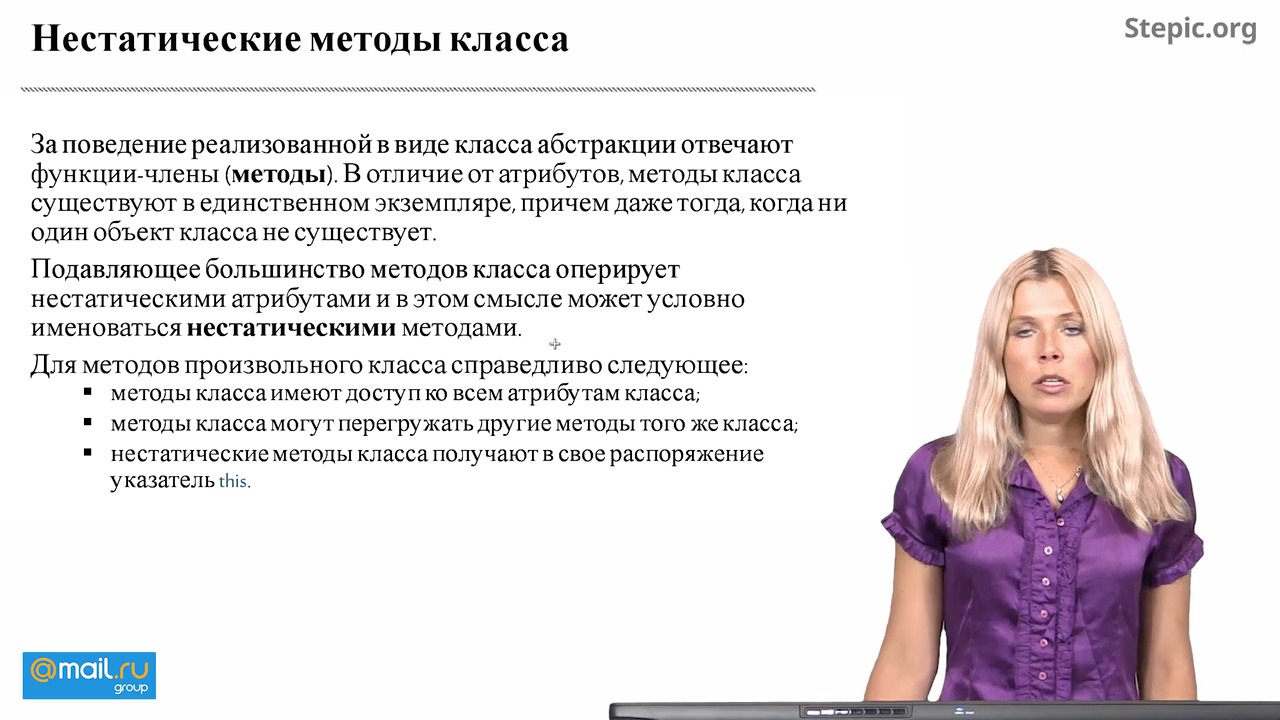 Нестатические методы класса
Stepic.org
За поведение реализованной в виде класса абстракции отвечают
функции-члены (методы). В отличие от атрибутов, методы класса
существуют в единственном экземпляре, причем даже тогда, когда ни
один объект класса не существует.
Подавляющее большинство методов класса оперирует
нестатическими атрибутами и в этом смысле может условно
именоваться нестатическими методами.
Для методов произвольного класса справедливо следующее:
▪ методы класса имеют доступ ко всем атрибутам класса;
▪ методы класса могут перегружать другие методы того же класса;
▪ нестатические методы класса получают в свое распоряжение
указатель this.
@mail.ru
group